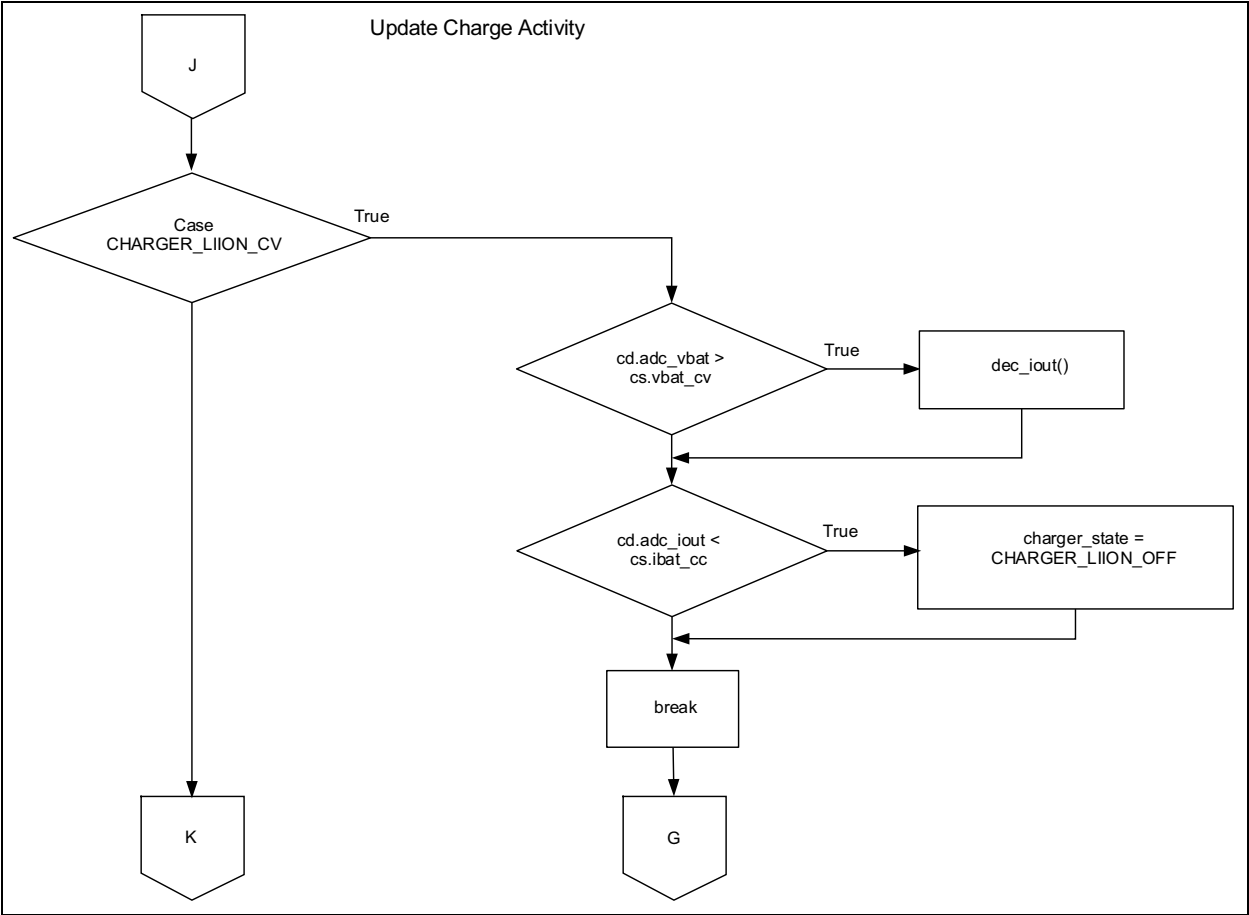 Update Charge Activity
J
Case
CHARGER_LIION_CV
True
cd.adc_vbat >
cs.vbat_cv
True
dec_iout()
cd.adc_iout <
cs.ibat_cc
True
charger_state =
CHARGER_LIION_OFF
break
K
G